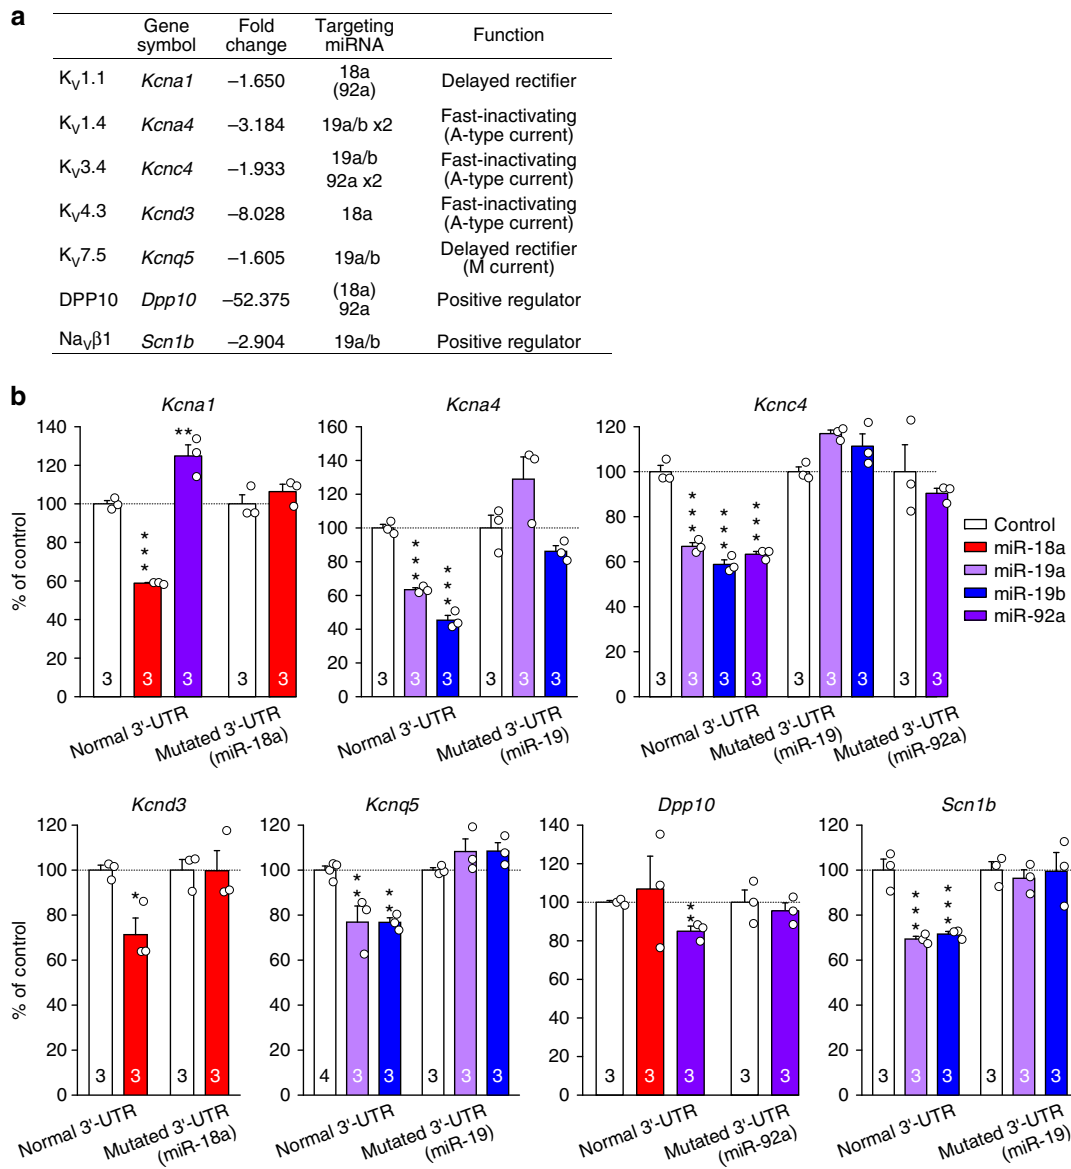 a
Gene symbol Fold change Targeting miRNA Function
KV1.1 Kcna1 –1.650 18a (92a) Delayed rectifier
KV1.4 Kcna4 –3.184 19a/b x2 Fast-inactivating (A-type current)
KV3.4 Kcnc4 –1.933 19a/b 92a x2 Fast-inactivating (A-type current)
KV4.3 Kcnd3 –8.028 18a Fast-inactivating (A-type current)
KV7.5 Kcnq5 –1.605 19a/b Delayed rectifier (M current)
DPP10 Dpp10 –52.375 (18a) 92a Positive regulator
NaVβ1 Scn1b –2.904 19a/b Positive regulator
b
Kcna1
% of control
140
120
100
80
60
40
20
0
**
***
3 3 3 3 3
Normal 3'-UTR
Mutated 3'-UTR
(miR-18a)
Kcna4
160
140
120
100
80
60
40
20
0
***
***
3 3 3 3 3 3
Normal 3'-UTR
Mutated 3'-UTR
(miR-19)
Kcnc4
120
100
80
60
40
20
0
***
***
***
3 3 3 3 3 3 3 3 3
Normal 3'-UTR
Mutated 3'-UTR
(miR-19)
Mutated 3'-UTR
(miR-92a)
Control
miR-18a
miR-19a
miR-19b
miR-92a
Kcnd3
% of control
120
100
80
60
40
20
0
*
3 3 3 3
Normal 3'-UTR
Mutated 3'-UTR
(miR-18a)
Kcnq5
120
100
80
60
40
20
0
**
**
4 3 3 3 3 3
Normal 3'-UTR
Mutated 3'-UTR
(miR-19)
Dpp10
140
120
100
80
60
40
20
0
**
3 3 3 3 3
Normal 3'-UTR
Mutated 3'-UTR
(miR-92a)
Scn1b
120
100
80
60
40
20
0
***
***
3 3 3 3 3 3
Normal 3'-UTR
Mutated 3'-UTR
(miR-19)